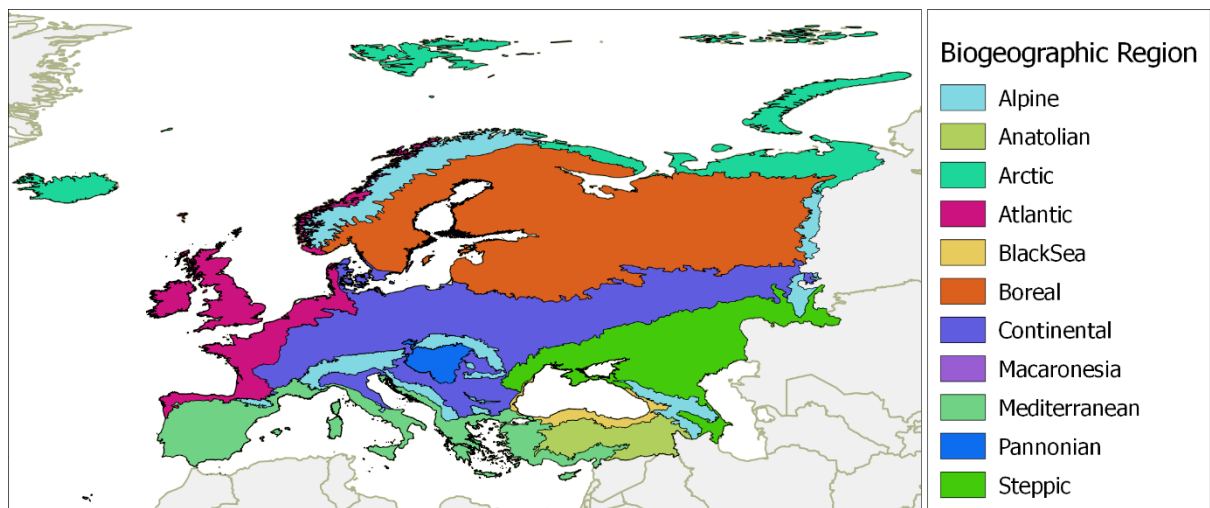 Biogeographic Region
Alpine
Anatolian
Arctic
Atlantic
BlackSea
Boreal
Continental
Macaronesia
Mediterranean
Pannonian
Steppic